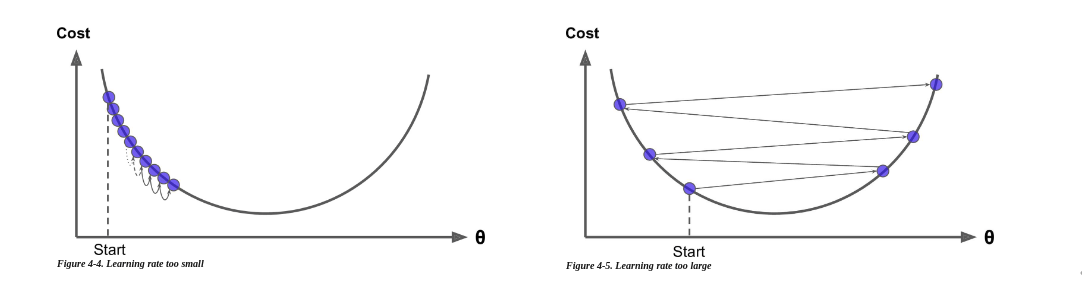 Cost
θ
Start
Figure 4-4. Learning rate too small
Cost
θ
Start
Figure 4-5. Learning rate too large